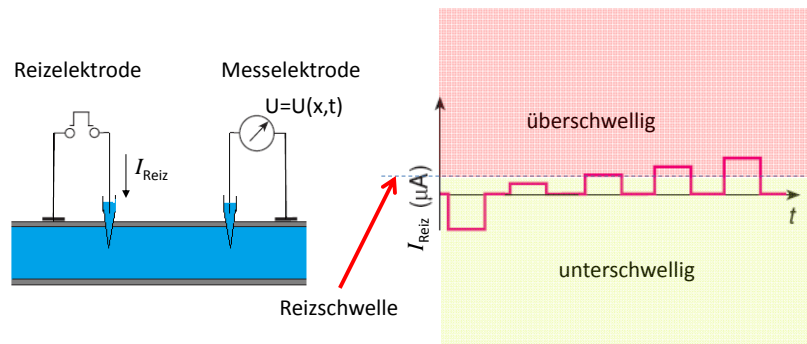 Reizelektrode
Messelektrode
U=U(x,t)
I_Reiz
überschwellig
I_Reiz (µA)
t
unterschwellig
Reizschwelle